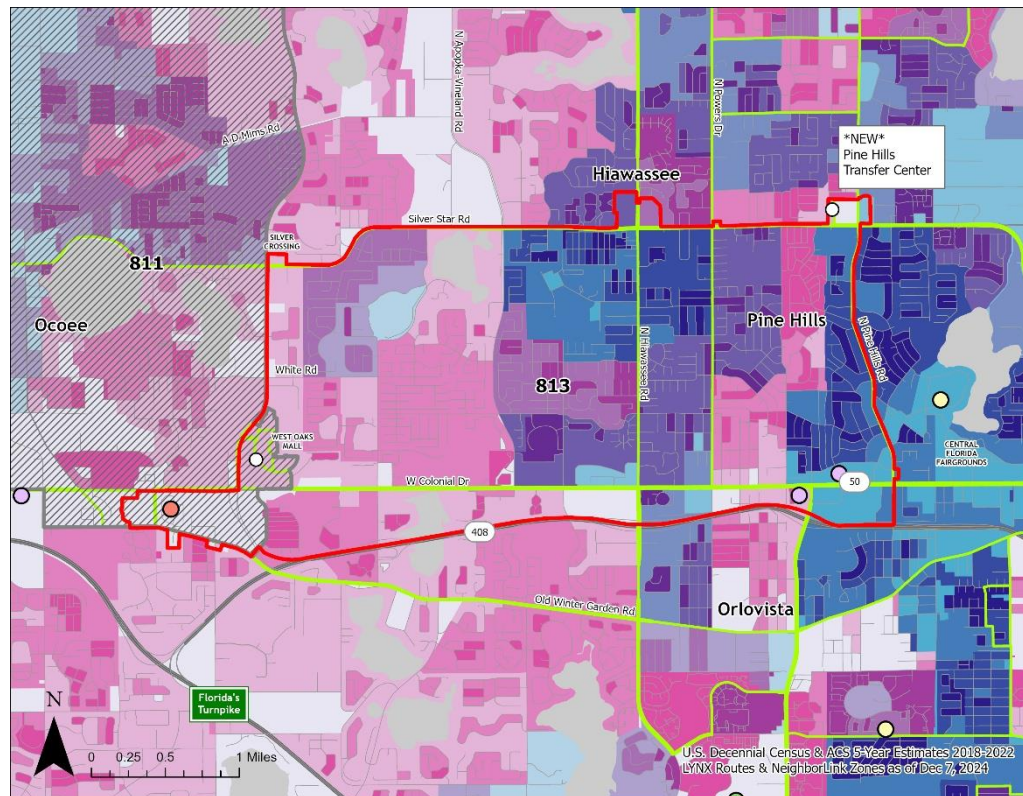 N Apopka-Vineland Rd
N Powers Dr
A D Mims Rd
*NEW*
Pine Hills
Transfer Center
Hiawassee
Silver Star Rd
SILVER
CROSSING
811
Ocoee
Pine Hills
N Pine Hills Rd
N Hiawassee Rd
White Rd
813
WEST OAKS
MALL
CENTRAL
FLORIDA
FAIRGROUNDS
W Colonial Dr
50
408
Old Winter Garden Rd
Orlovista
N
Florida's
Turnpike
0 0.25 0.5 1 Miles
U.S. Decennial Census & ACS 5-Year Estimates 2018-2022
LYNX Routes & NeighborLink Zones as of Dec 7, 2024